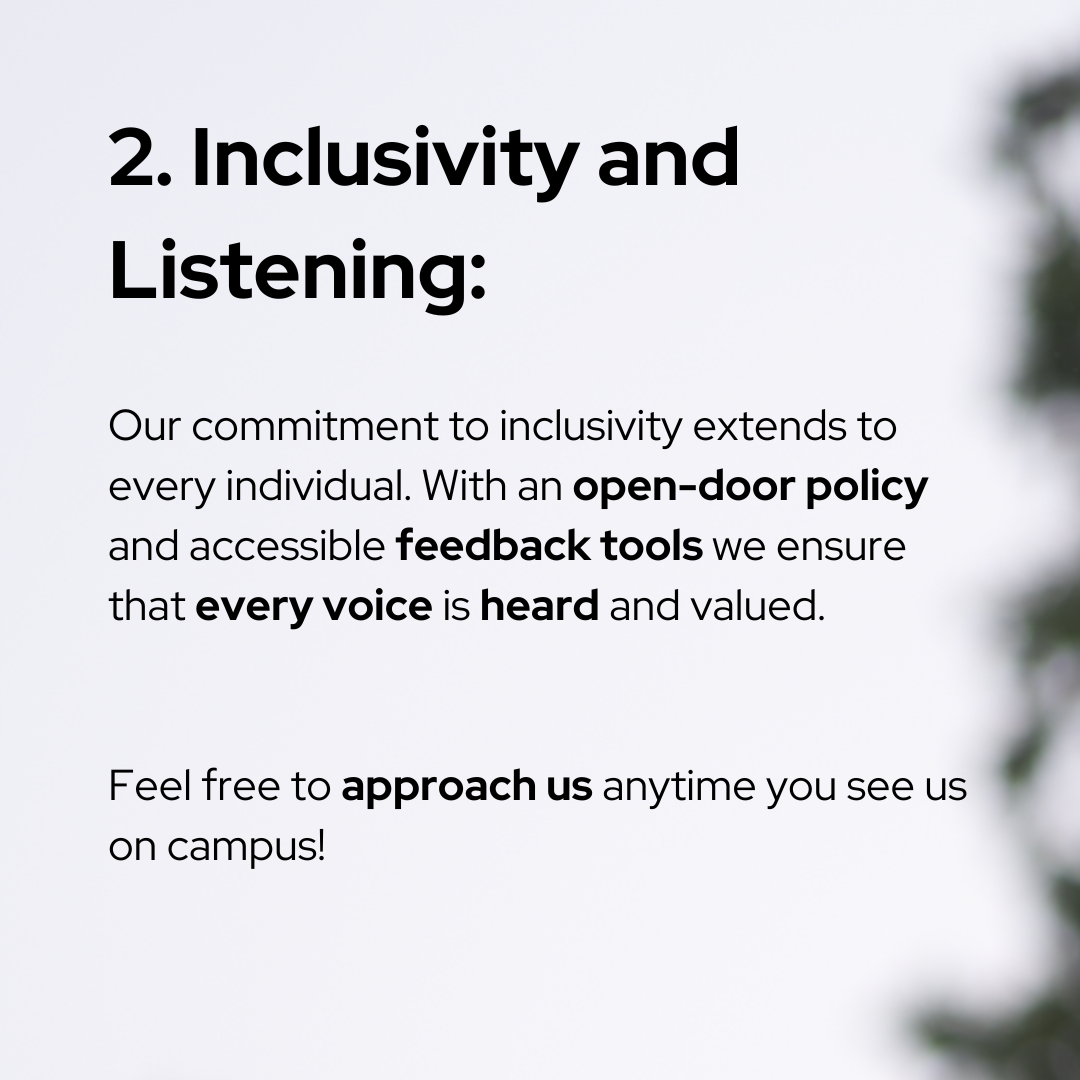 2. Inclusivity and
Listening:
Our commitment to inclusivity extends to
every individual. With an open-door policy
and accessible feedback tools we ensure
that every voice is heard and valued.
Feel free to approach us anytime you see us
on campus!